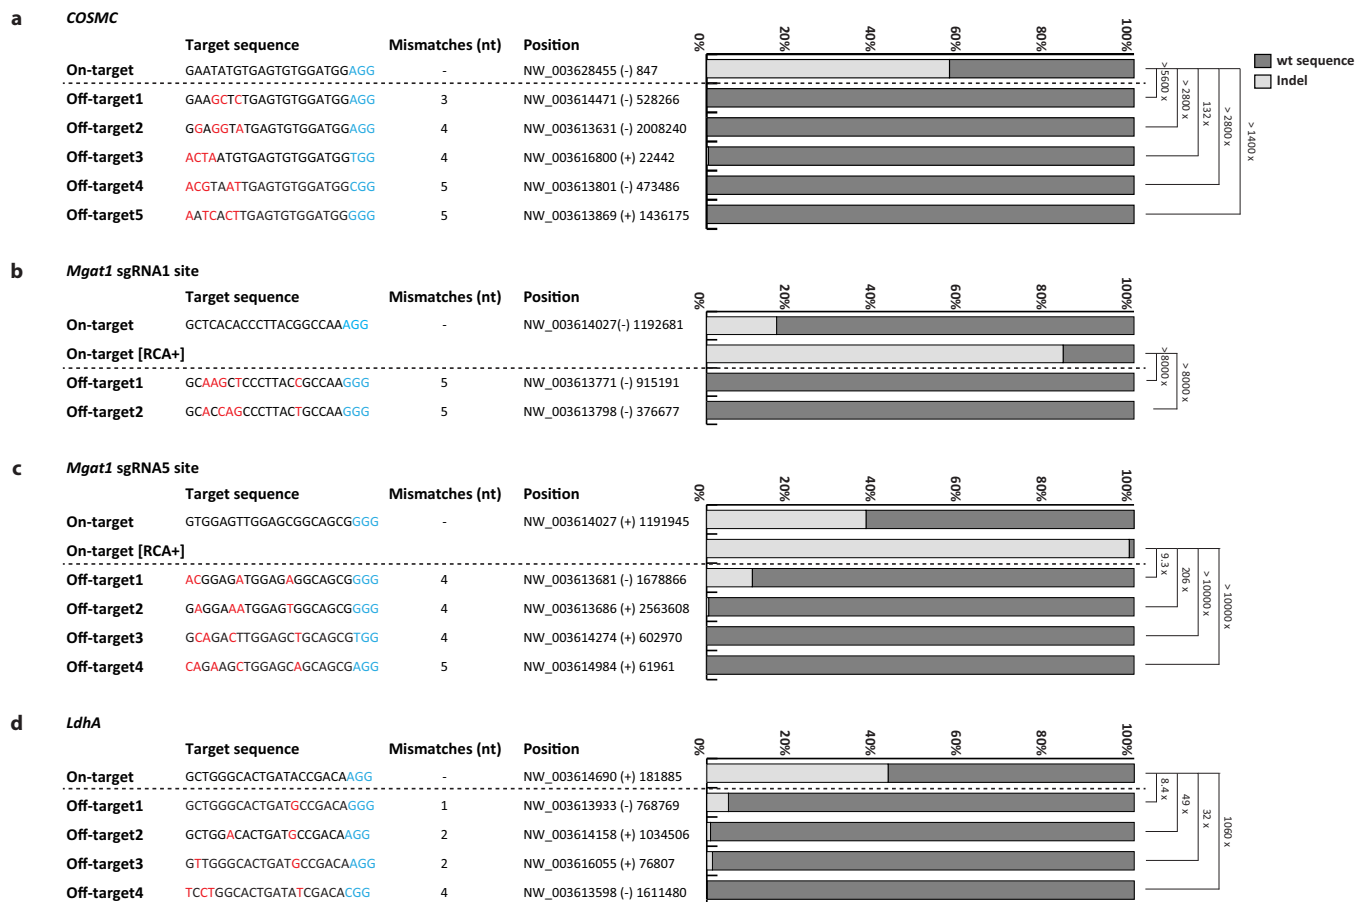 a COSMC
0% 20% 40% 60% 80% 100%
Target sequence Mismatches (nt) Position
On-target GAATATGTGAGTGTGGATGGAGG - NW_003628455 (-) 847
Off-target1 GAAGCTCTGAGTGTGGATGGAGG 3 NW_003614471 (-) 528266
Off-target2 GGAGGTATGAGTGTGGATGGAGG 4 NW_003613631 (-) 2008240
Off-target3 ACTAATGTGAGTGTGGATGGTGG 4 NW_003616800 (+) 22442
Off-target4 ACGTAATTGAGTGTGGATGGCGG 5 NW_003613801 (-) 473486
Off-target5 AATCACTTGAGTGTGGATGGGGG 5 NW_003613869 (+) 1436175
> 5600 x
> 2800 x
132 x
> 2800 x
> 1400 x
wt sequence
Indel
b Mgat1 sgRNA1 site
0% 20% 40% 60% 80% 100%
Target sequence Mismatches (nt) Position
On-target GCTCACACCCTTACGGCCAAAGG - NW_003614027(-) 1192681
On-target [RCA+]
Off-target1 GCAAGCTCCCTTACCGCCAAGGG 5 NW_003613771 (-) 915191
Off-target2 GCACCAGCCCTTACTGCCAAGGG 5 NW_003613798 (-) 376677
> 8000 x
> 8000 x
c Mgat1 sgRNA5 site
0% 20% 40% 60% 80% 100%
Target sequence Mismatches (nt) Position
On-target GTGGAGTTGGAGCGGCAGCGGGG - NW_003614027 (+) 1191945
On-target [RCA+]
Off-target1 ACGGAGATGGAGAGGCAGCGGGG 4 NW_003613681 (-) 1678866
Off-target2 GAGGAAATGGAGTGGCAGCGGGG 4 NW_003613686 (+) 2563608
Off-target3 GCAGACTTGGAGCTGCAGCGTGG 4 NW_003614274 (+) 602970
Off-target4 CAGAAGCTGGAGCAGCAGCGAGG 5 NW_003614984 (+) 61961
9.3 x
206 x
> 10000 x
> 10000 x
d LdhA
0% 20% 40% 60% 80% 100%
Target sequence Mismatches (nt) Position
On-target GCTGGGCACTGATACCGACAAGG - NW_003614690 (+) 181885
Off-target1 GCTGGGCACTGATGCCGACAGGG 1 NW_003613933 (-) 768769
Off-target2 GCTGGACACTGATGCCGACAAGG 2 NW_003614158 (+) 1034506
Off-target3 GTTGGGCACTGATGCCGACAAGG 2 NW_003616055 (+) 76807
Off-target4 TCCTGGCACTGATATCGACACGG 4 NW_003613598 (-) 1611480
8.4 x
49 x
32 x
1060 x